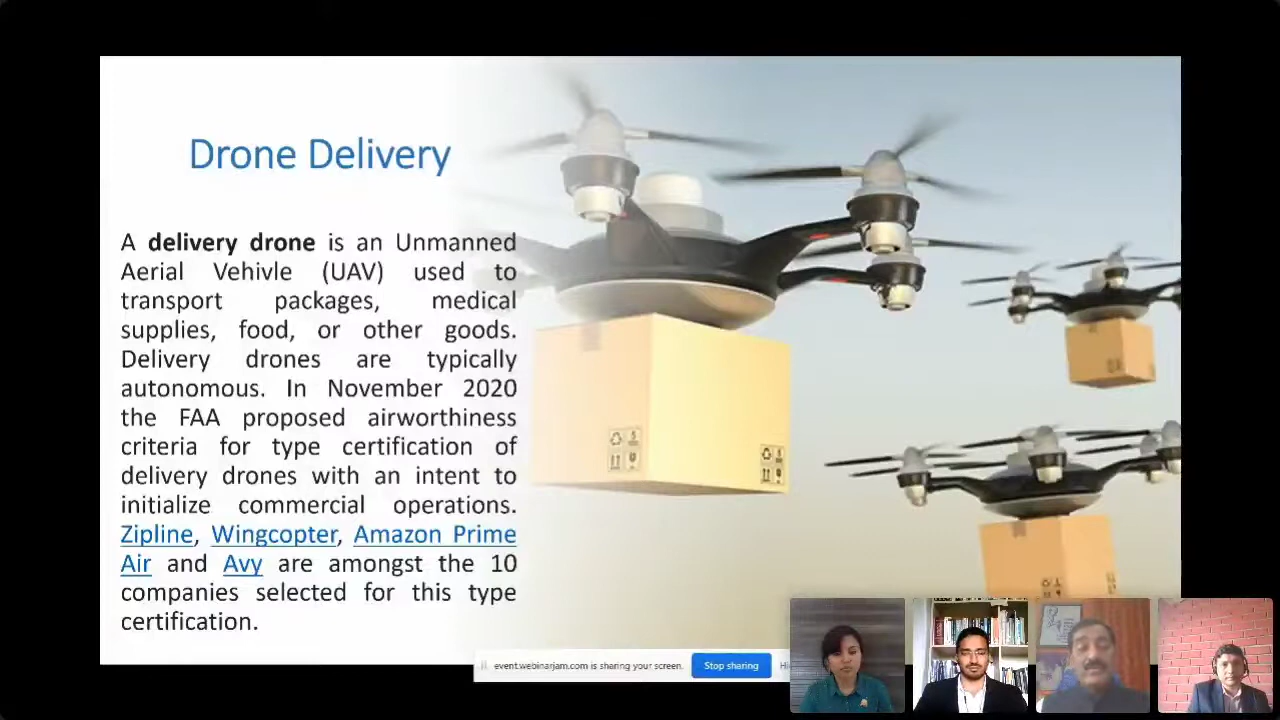 Drone Delivery
A delivery drone is an Unmanned
Aerial Vehivle (UAV) used to
transport packages, medical
supplies, food, or other goods.
Delivery drones are typically
autonomous. In November 2020
the FAA proposed airworthiness
criteria for type certification of
delivery drones with an intent to
initialize commercial operations.
Zipline, Wingcopter, Amazon Prime
Air and Avy are amongst the 10
companies selected for this type
certification.
event.webinarjam.com is sharing your screen.
Stop sharing